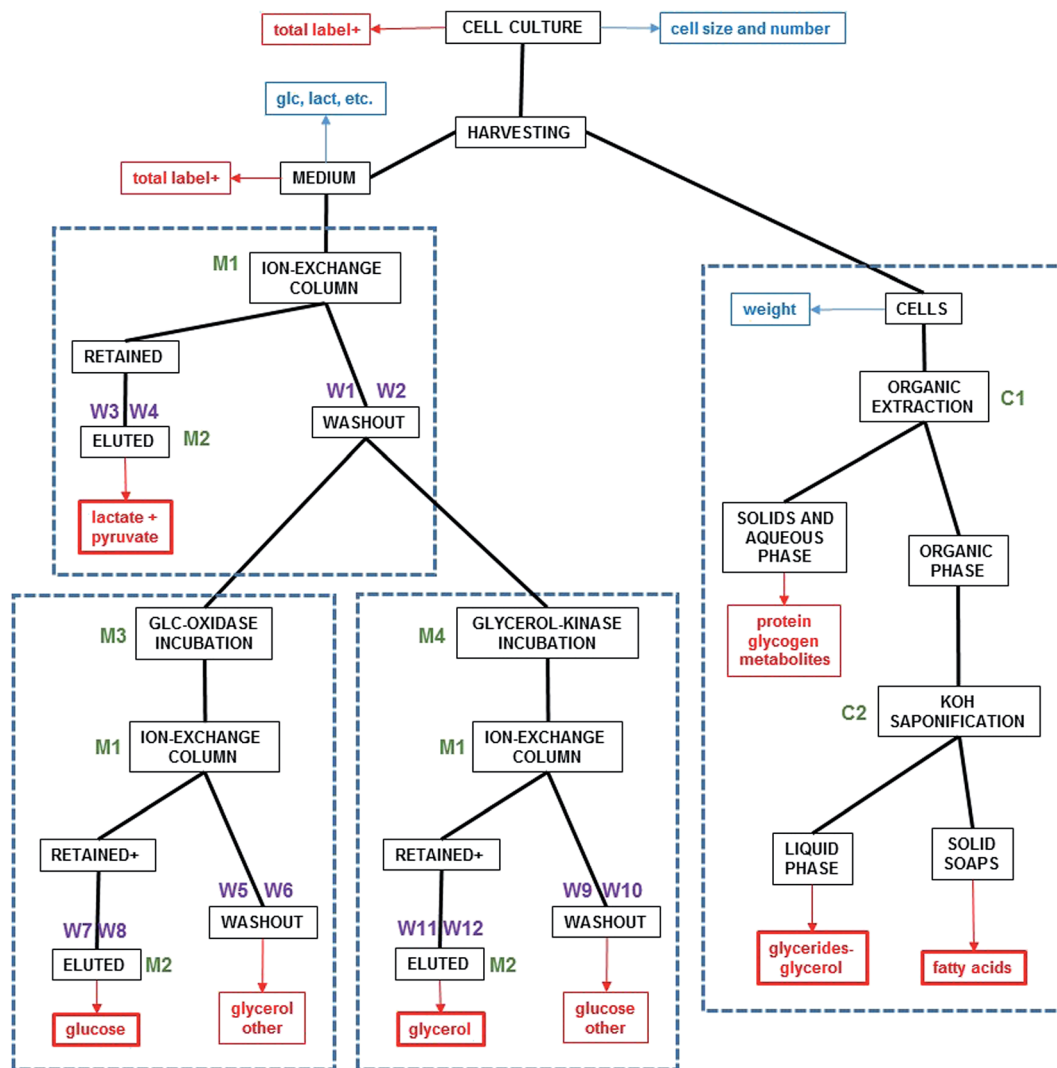 total label+
CELL CULTURE
cell size and number
glc, lact, etc.
HARVESTING
total label+
MEDIUM
M1
ION-EXCHANGE
COLUMN
RETAINED
W3 W4
ELUTED
M2
lactate +
pyruvate
W1 W2
WASHOUT
weight
CELLS
ORGANIC
EXTRACTION
C1
SOLIDS AND
AQUEOUS
PHASE
ORGANIC
PHASE
protein
glycogen
metabolites
C2
KOH
SAPONIFICATION
LIQUID
PHASE
SOLID
SOAPS
glycerides-
glycerol
fatty acids
M3
GLC-OXIDASE
INCUBATION
M1
ION-EXCHANGE
COLUMN
RETAINED+
W5 W6
WASHOUT
W7 W8
ELUTED
M2
glucose
glycerol
other
M4
GLYCEROL-KINASE
INCUBATION
M1
ION-EXCHANGE
COLUMN
RETAINED+
W9 W10
WASHOUT
W11 W12
ELUTED
M2
glycerol
glucose
other